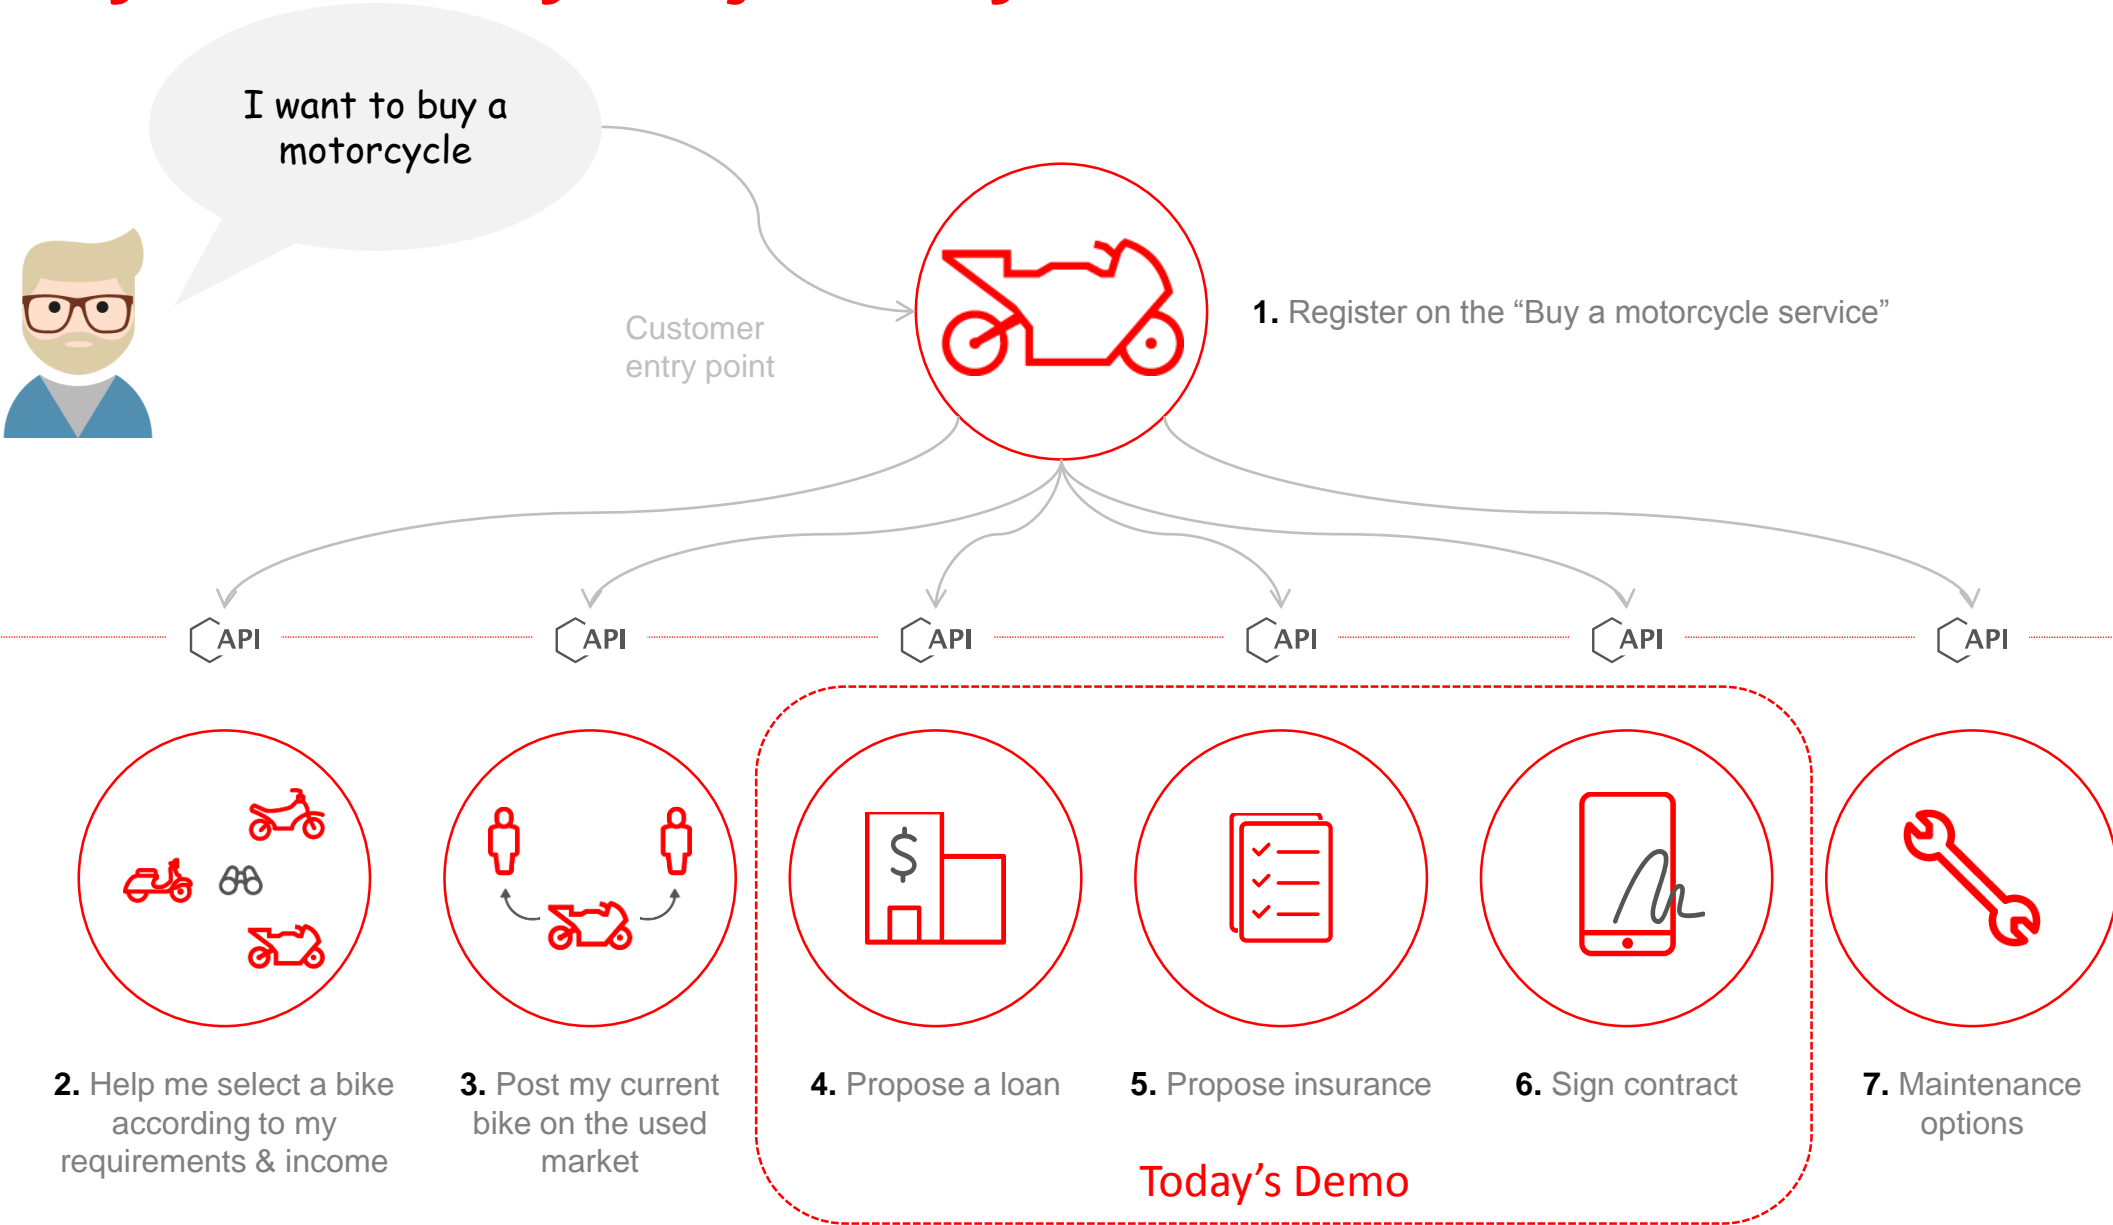 I want to buy a
motorcycle
Customer
entry point
1. Register on the “Buy a motorcycle service”
API
API
API
API
API
API
2. Help me select a bike
according to my
requirements & income
3. Post my current
bike on the used
market
4. Propose a loan
5. Propose insurance
6. Sign contract
7. Maintenance
options
Today’s Demo